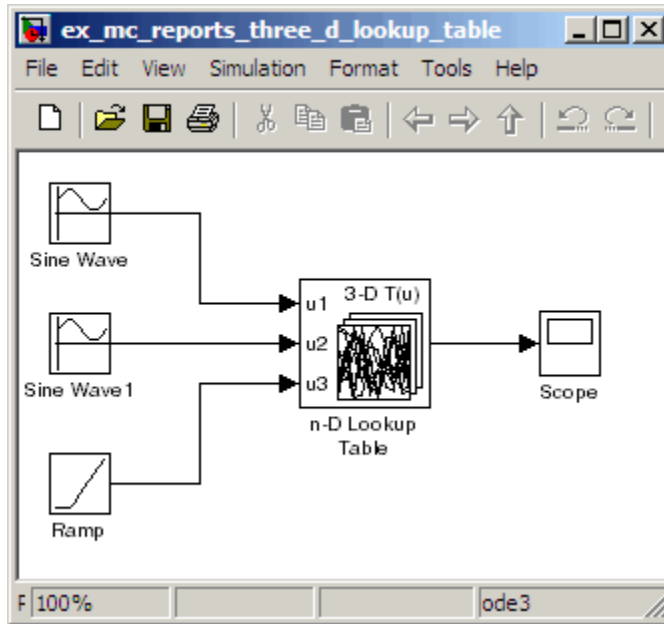 ex_mc_reports_three_d_lookup_table
File Edit View Simulation Format Tools Help
Sine Wave
3-D T(u)
u1
u2
u3
Sine Wave1
n-D Lookup
Table
Scope
Ramp
F 100% ode3